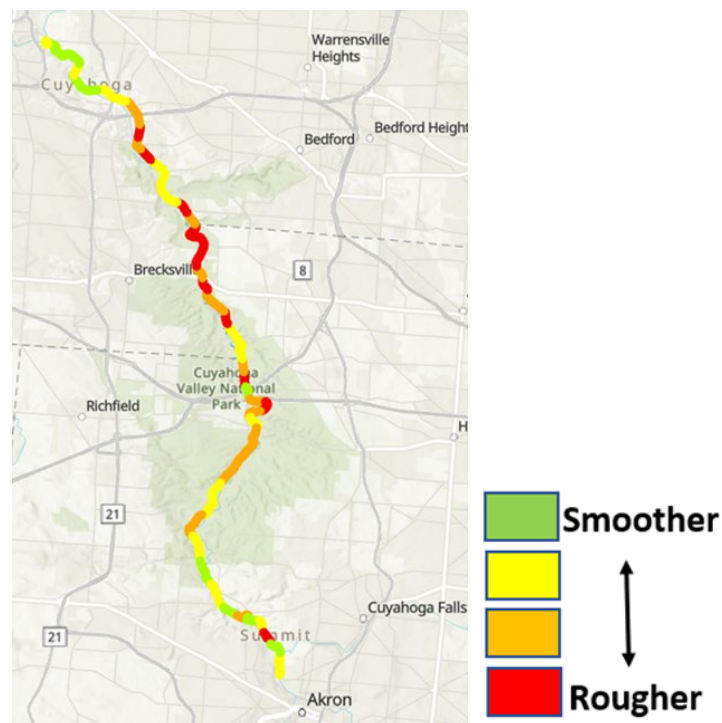 Warrensville
Heights
Cuyahoga
Bedford
Bedford Heigh
Brecksvill
8
Cuyahoga
Valley National
Park
Richfield
H
21
Cuyahoga Falls
21
Summit
Akron
Smoother
Rougher